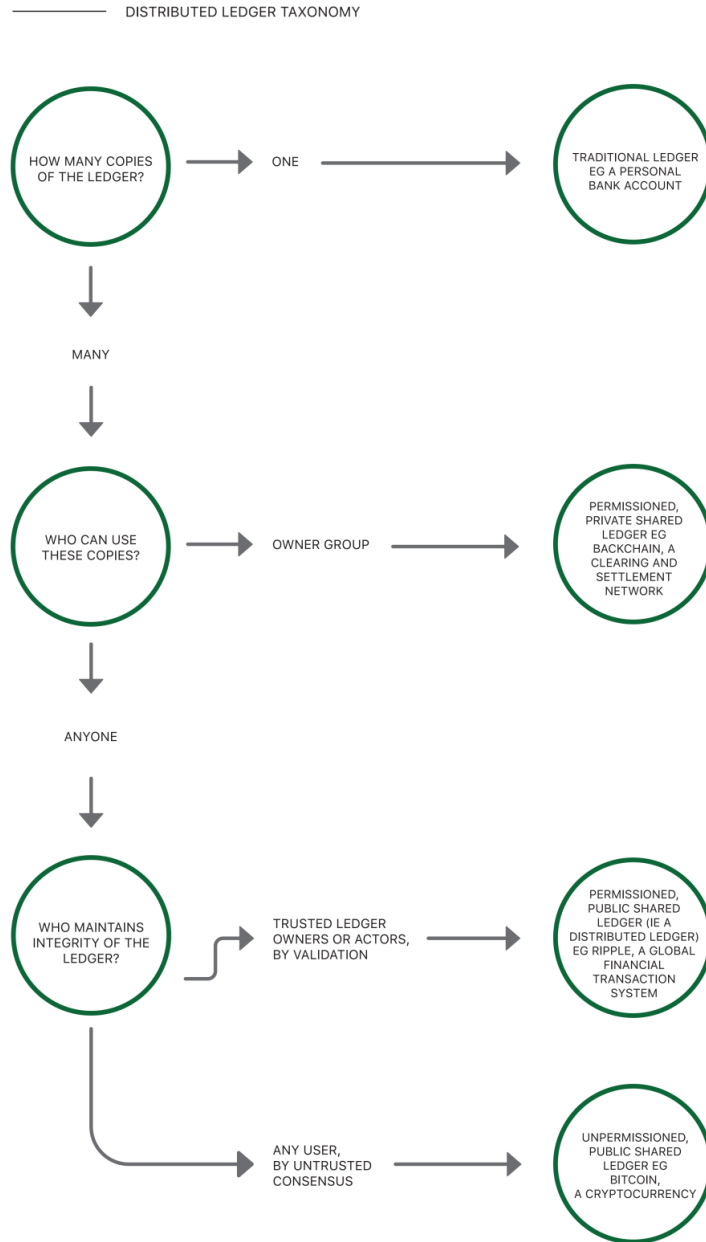 DISTRIBUTED LEDGER TAXONOMY
HOW MANY COPIES
OF THE LEDGER?
ONE
TRADITIONAL LEDGER
EG A PERSONAL
BANK ACCOUNT
MANY
WHO CAN USE
THESE COPIES?
OWNER GROUP
PERMISSIONED,
PRIVATE SHARED
LEDGER EG
BACKCHAIN, A
CLEARING AND
SETTLEMENT
NETWORK
ANYONE
WHO MAINTAINS
INTEGRITY OF THE
LEDGER?
TRUSTED LEDGER
OWNERS OR ACTORS,
BY VALIDATION
PERMISSIONED,
PUBLIC SHARED
LEDGER (IE A
DISTRIBUTED LEDGER)
EG RIPPLE, A GLOBAL
FINANCIAL
TRANSACTION
SYSTEM
ANY USER,
BY UNTRUSTED
CONSENSUS
UNPERMISSIONED,
PUBLIC SHARED
LEDGER EG
BITCOIN,
A CRYPTOCURRENCY